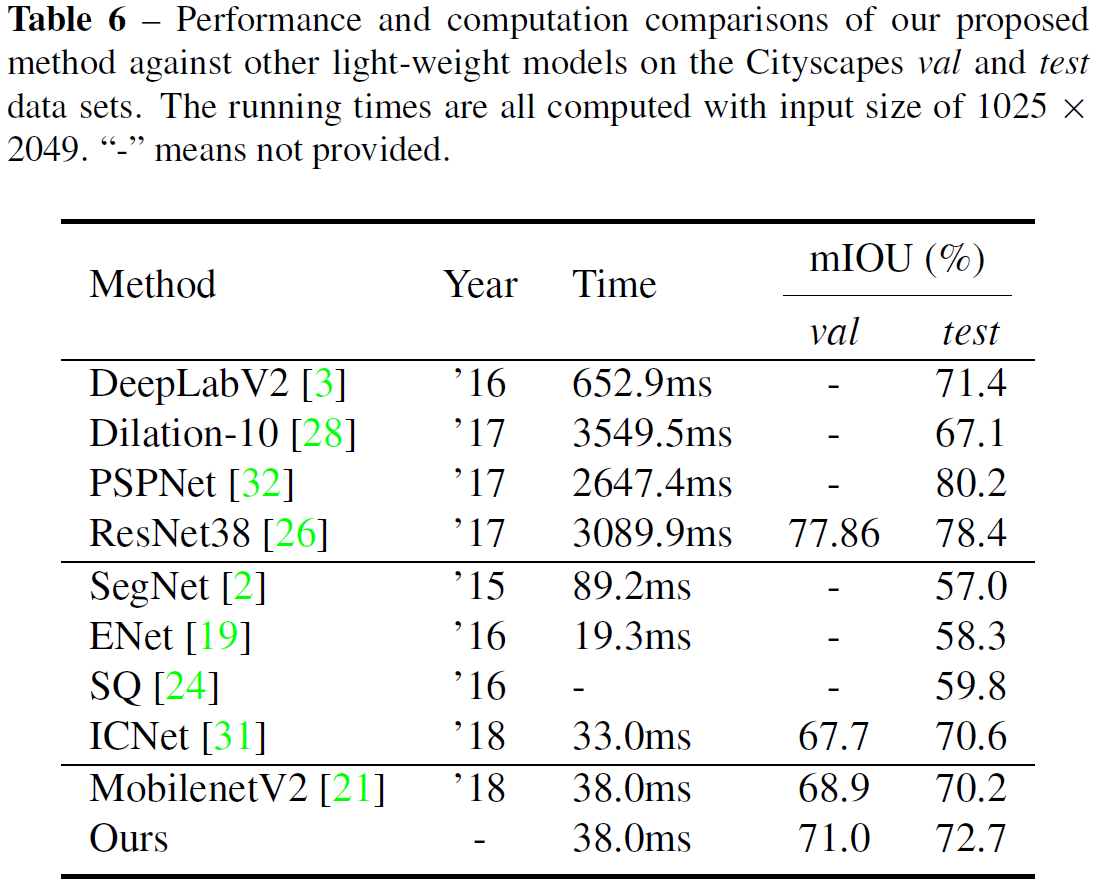 Table 6 – Performance and computation comparisons of our proposed
method against other light-weight models on the Cityscapes val and test
data sets. The running times are all computed with input size of 1025 ×
2049. “-” means not provided.
Method Year Time mIOU (%)
val test
DeepLabV2 [3] ’16 652.9ms - 71.4
Dilation-10 [28] ’17 3549.5ms - 67.1
PSPNet [32] ’17 2647.4ms - 80.2
ResNet38 [26] ’17 3089.9ms 77.86 78.4
SegNet [2] ’15 89.2ms - 57.0
ENet [19] ’16 19.3ms - 58.3
SQ [24] ’16 - - 59.8
ICNet [31] ’18 33.0ms 67.7 70.6
MobilenetV2 [21] ’18 38.0ms 68.9 70.2
Ours - 38.0ms 71.0 72.7